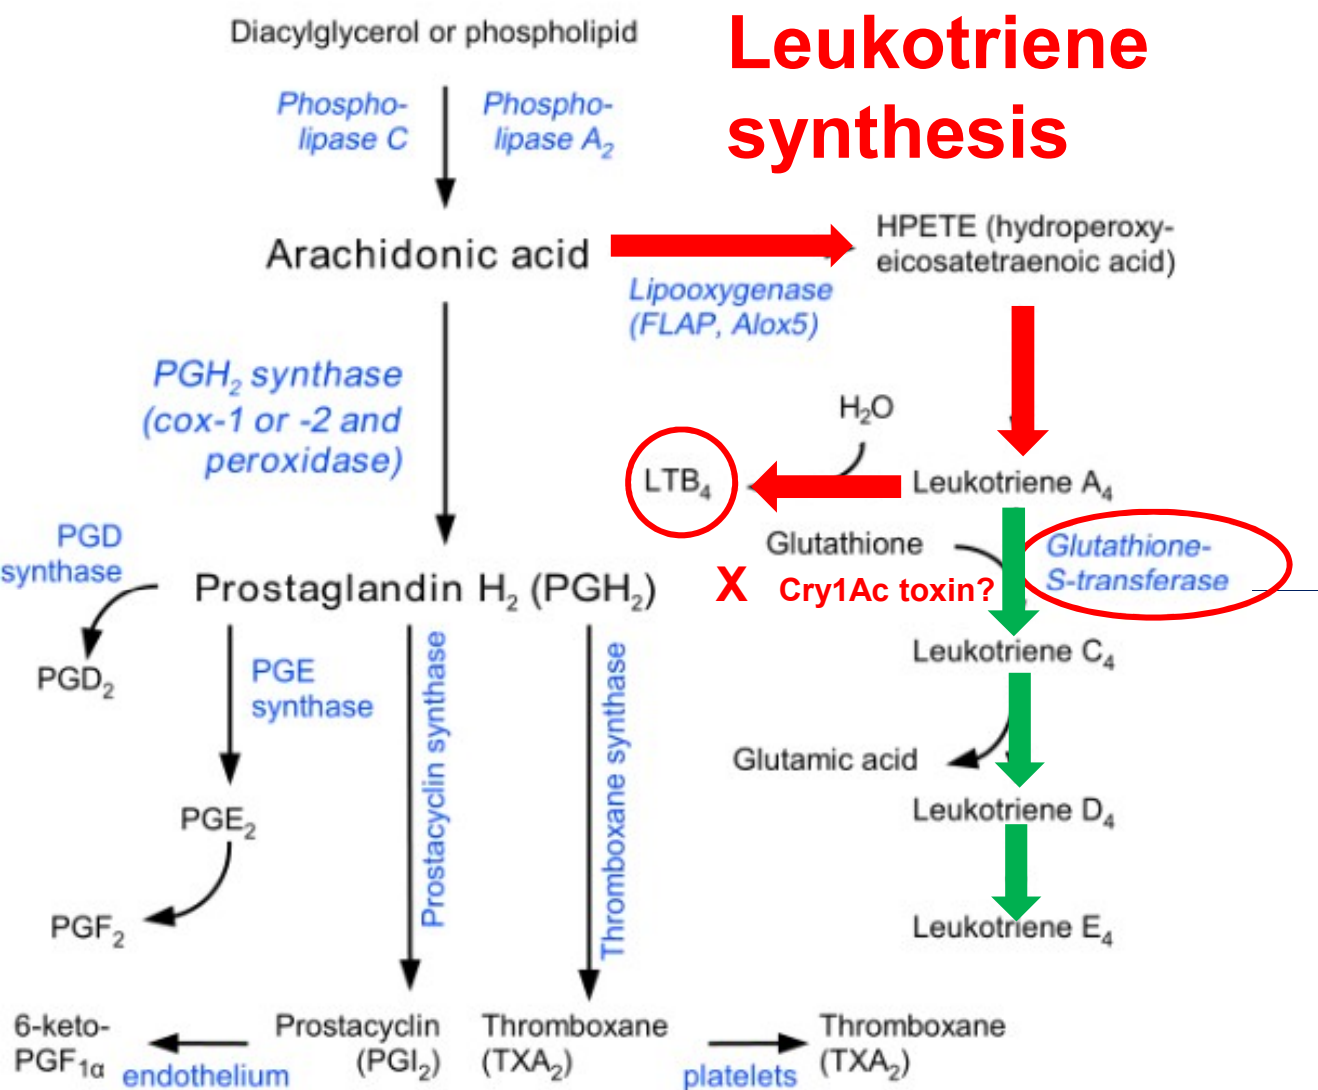 Diacylglycerol or phospholipid
Leukotriene
synthesis
Phospho-
lipase C
Phospho-
lipase A2
Arachidonic acid
HPETE (hydroperoxy-
eicosatetraenoic acid)
Lipooxygenase
(FLAP, Alox5)
PGH2 synthase
(cox-1 or -2 and
peroxidase)
H2O
LTB4
Leukotriene A4
Glutathione
Glutathione-
S-transferase
X Cry1Ac toxin?
PGD
synthase
Prostaglandin H2 (PGH2)
Leukotriene C4
PGD2
PGE
synthase
Prostacyclin synthase
Thromboxane synthase
Glutamic acid
Leukotriene D4
PGE2
PGF2
Leukotriene E4
6-keto-
PGF1α
endothelium
Prostacyclin
(PGI2)
Thromboxane
(TXA2)
platelets
Thromboxane
(TXA2)